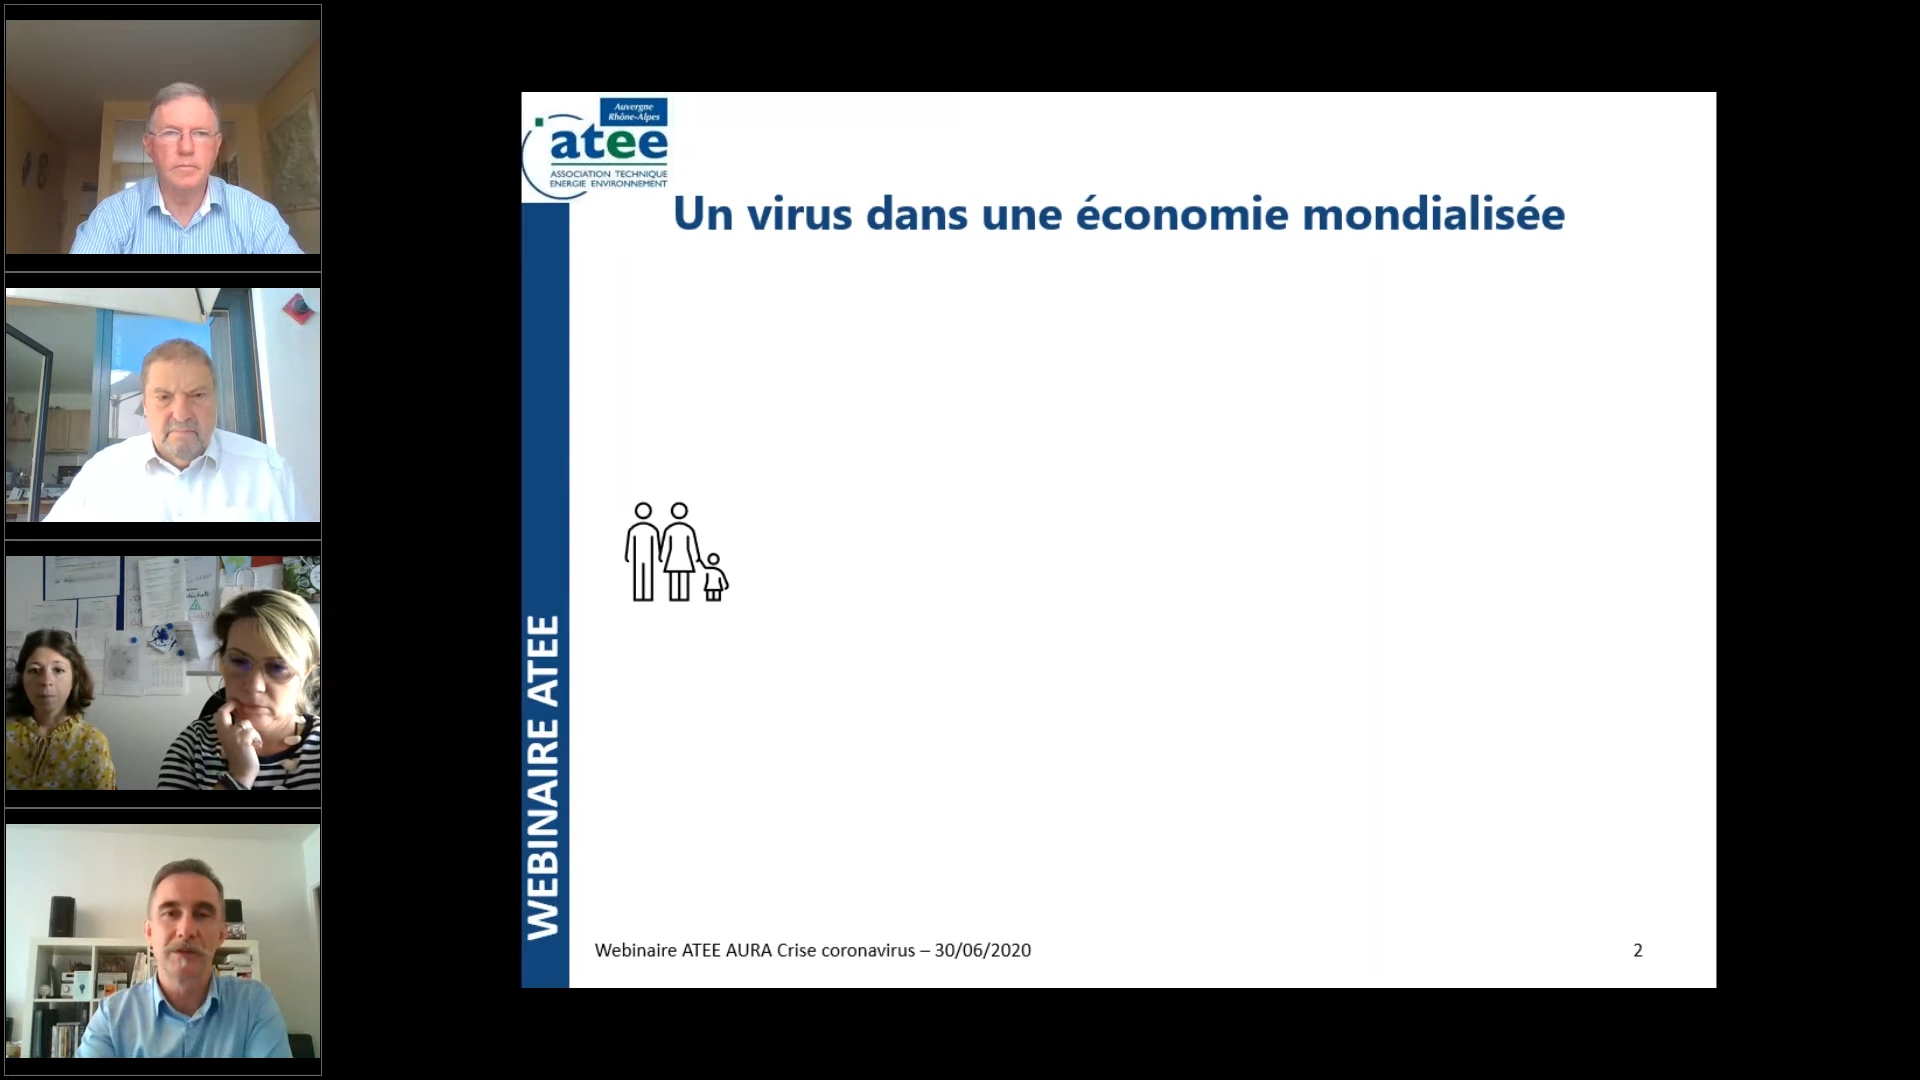 Auvergne
Rhône-Alpes
atee
ASSOCIATION TECHNIQUE
ENERGIE ENVIRONNEMENT
Un virus dans une économie mondialisée
WEBINAIRE ATEE
Webinaire ATEE AURA Crise coronavirus – 30/06/2020
2